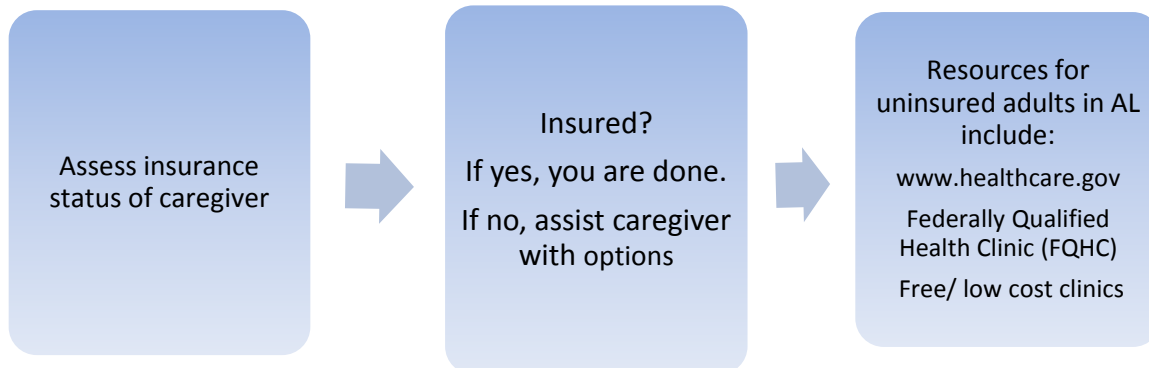 Assess insurance
status of caregiver
Insured?
If yes, you are done.
If no, assist caregiver
with options
Resources for
uninsured adults in AL
include:
www.healthcare.gov
Federally Qualified
Health Clinic (FQHC)
Free/ low cost clinics